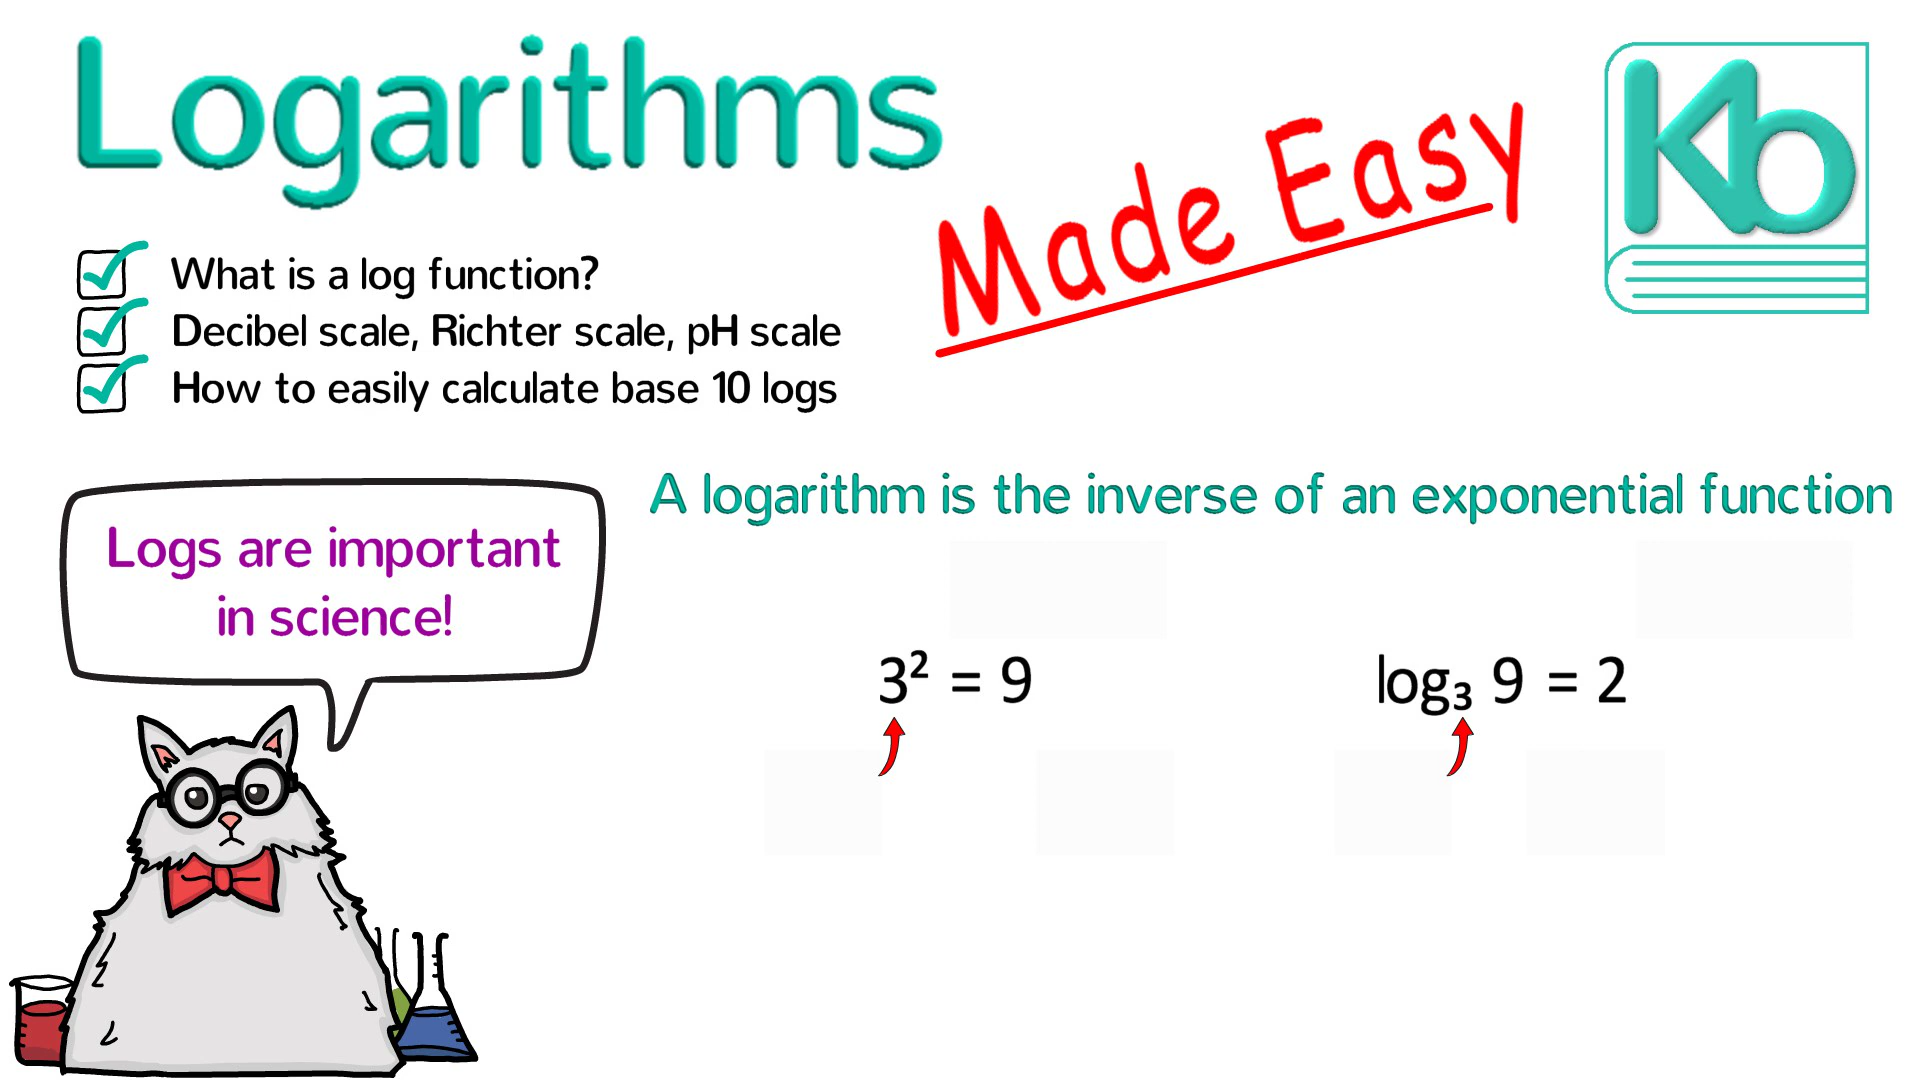 Logarithms
Made Easy
Ko
What is a log function?
Decibel scale, Richter scale, pH scale
How to easily calculate base 10 logs
Logs are important
in science!
A logarithm is the inverse of an exponential function
3² = 9
log₃ 9 = 2